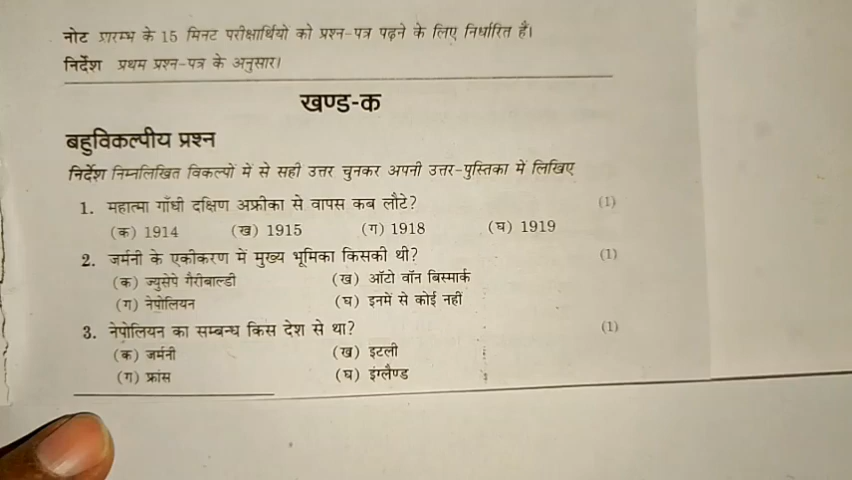 नोट प्रारम्भ के 15 मिनट परीक्षार्थियों को प्रश्न-पत्र पढ़ने के लिए निर्धारित हैं।
निर्देश प्रथम प्रश्न-पत्र के अनुसार।
खण्ड-क
बहुविकल्पीय प्रश्न
निर्देश निम्नलिखित विकल्पों में से सही उत्तर चुनकर अपनी उत्तर-पुस्तिका में लिखिए
1. महात्मा गाँधी दक्षिण अफ्रीका से वापस कब लौटे? (1)
(क) 1914 (ख) 1915 (ग) 1918 (घ) 1919
2. जर्मनी के एकीकरण में मुख्य भूमिका किसकी थी? (1)
(क) ज्युसेपे गैरीबाल्डी (ख) ऑटो वॉन बिस्मार्क
(ग) नेपोलियन (घ) इनमें से कोई नहीं
3. नेपोलियन का सम्बन्ध किस देश से था? (1)
(क) जर्मनी (ख) इटली
(ग) फ्रांस (घ) इंग्लैण्ड